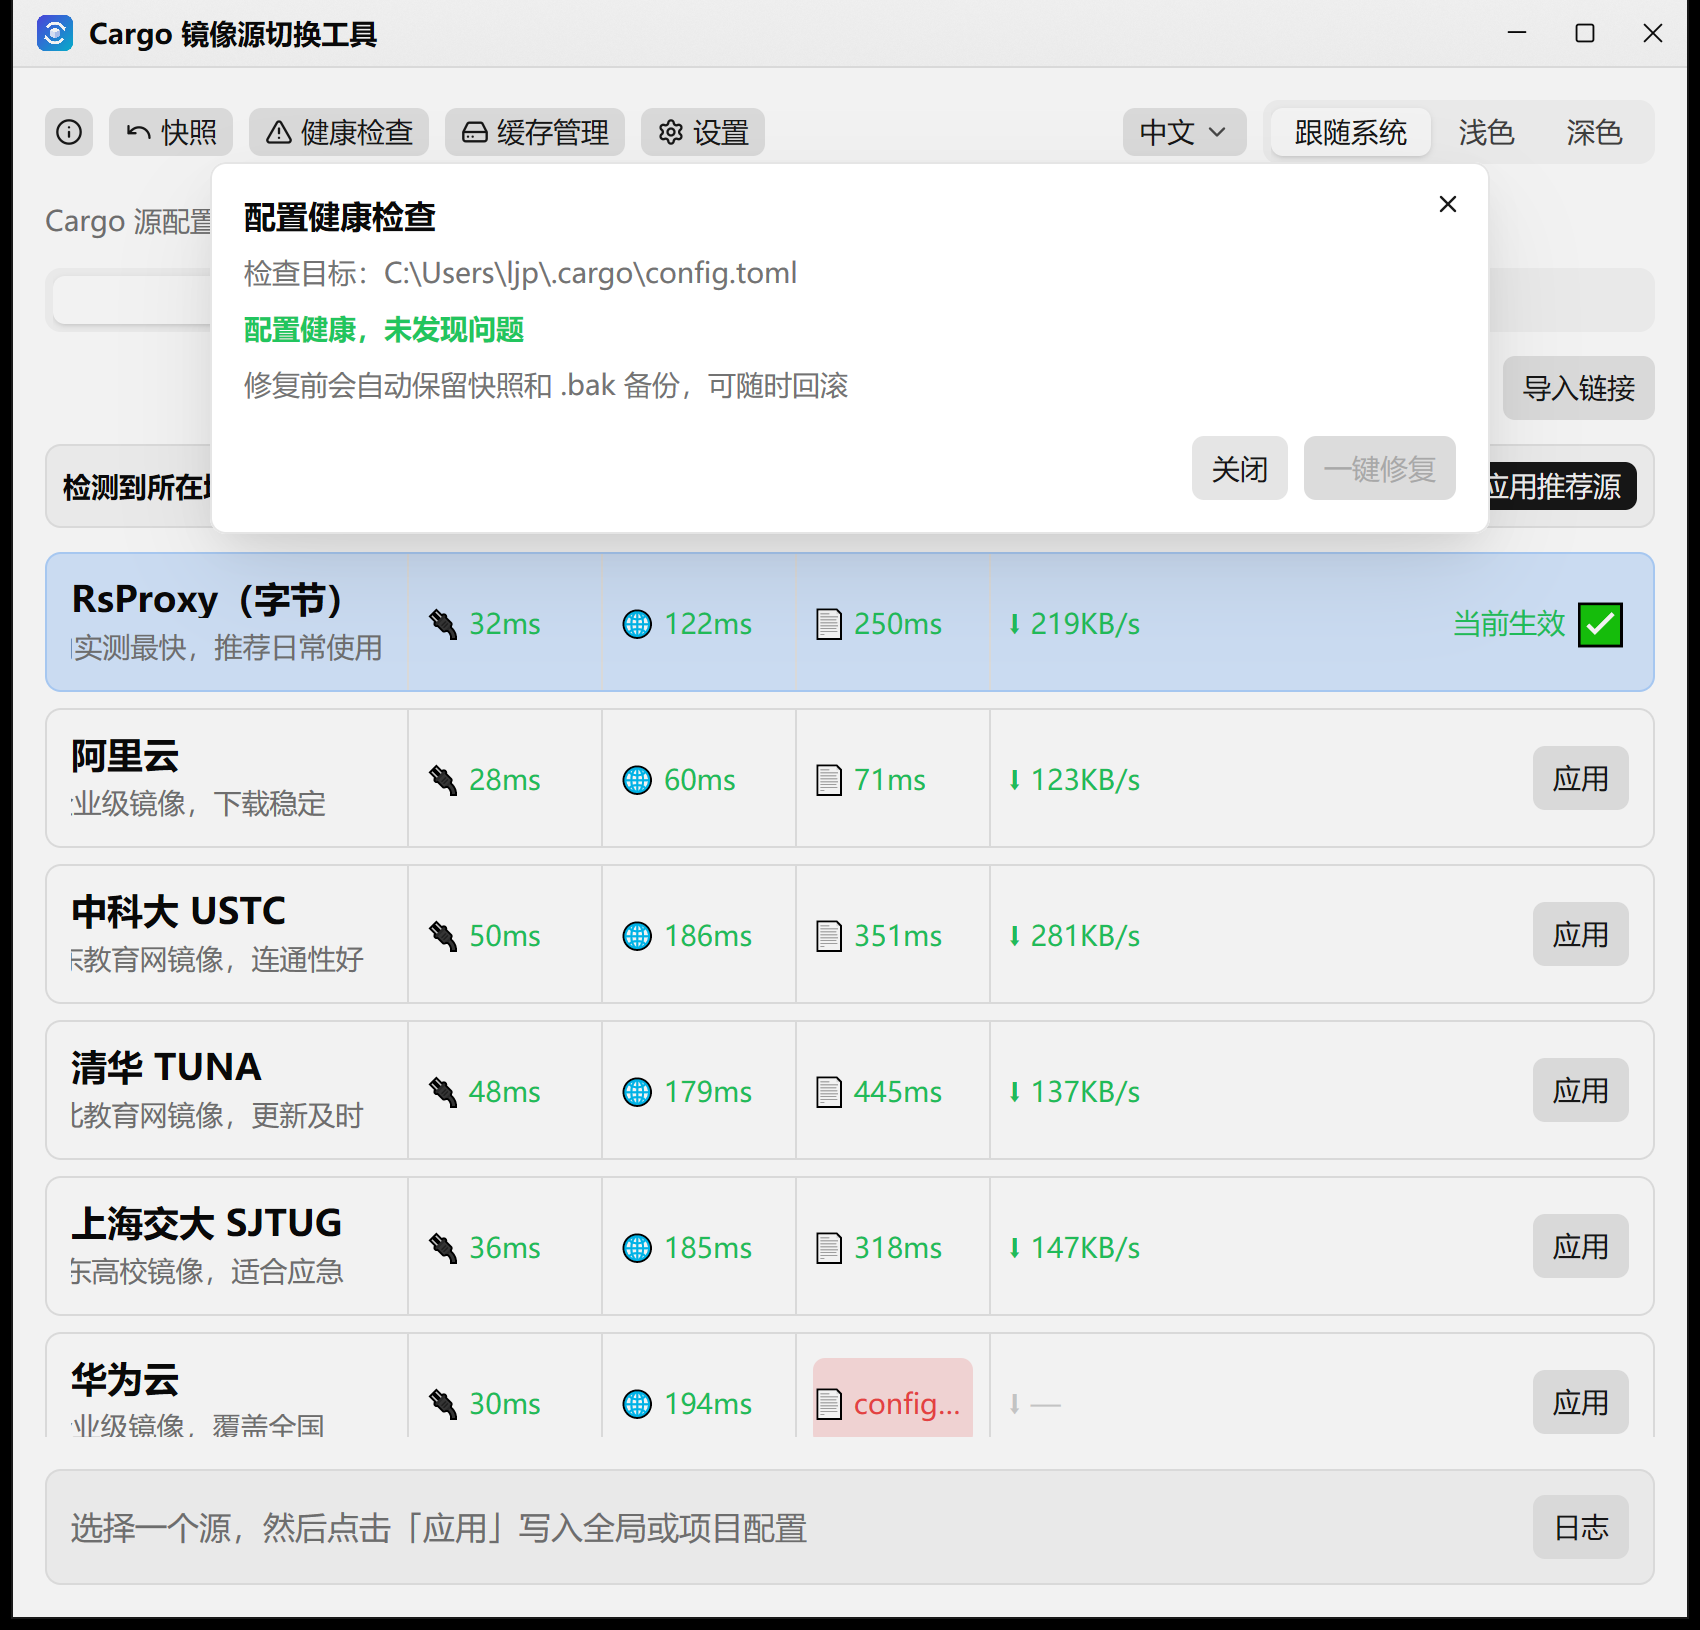 Cargo 镜像源切换工具
快照 健康检查 缓存管理 设置 中文 跟随系统 浅色 深色
Cargo 源配置
配置健康检查
检查目标：C:\Users\ljp\.cargo\config.toml
配置健康，未发现问题
修复前会自动保留快照和 .bak 备份，可随时回滚
导入链接
关闭 一键修复
检测到所在
应用推荐源
RsProxy（字节）
实测最快，推荐日常使用
32ms 122ms 250ms 219KB/s 当前生效
阿里云
业级镜像，下载稳定
28ms 60ms 71ms 123KB/s 应用
中科大 USTC
教育网镜像，连通性好
50ms 186ms 351ms 281KB/s 应用
清华 TUNA
教育网镜像，更新及时
48ms 179ms 445ms 137KB/s 应用
上海交大 SJTUG
东高校镜像，适合应急
36ms 185ms 318ms 147KB/s 应用
华为云
业级镜像，覆盖全国
30ms 194ms config... — 应用
选择一个源，然后点击「应用」写入全局或项目配置
日志